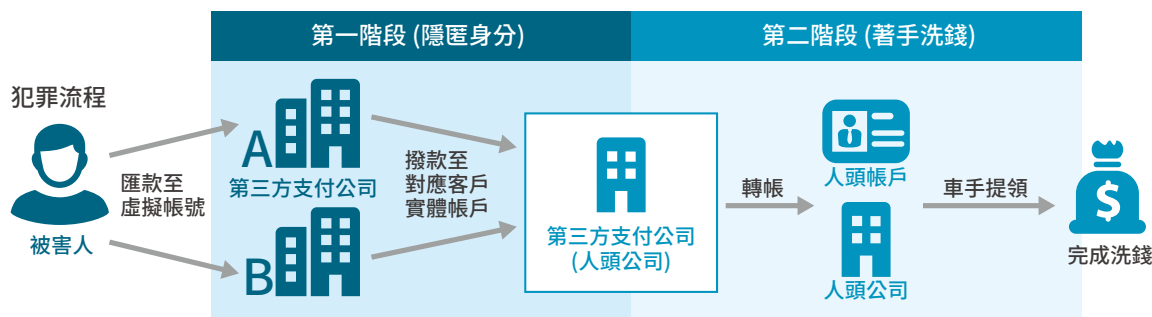 第一階段 (隱匿身分)
第二階段 (著手洗錢)
犯罪流程
被害人
匯款至
虛擬帳號
A
第三方支付公司
B
撥款至
對應客戶
實體帳戶
第三方支付公司
(人頭公司)
轉帳
人頭帳戶
人頭公司
車手提領
$
完成洗錢